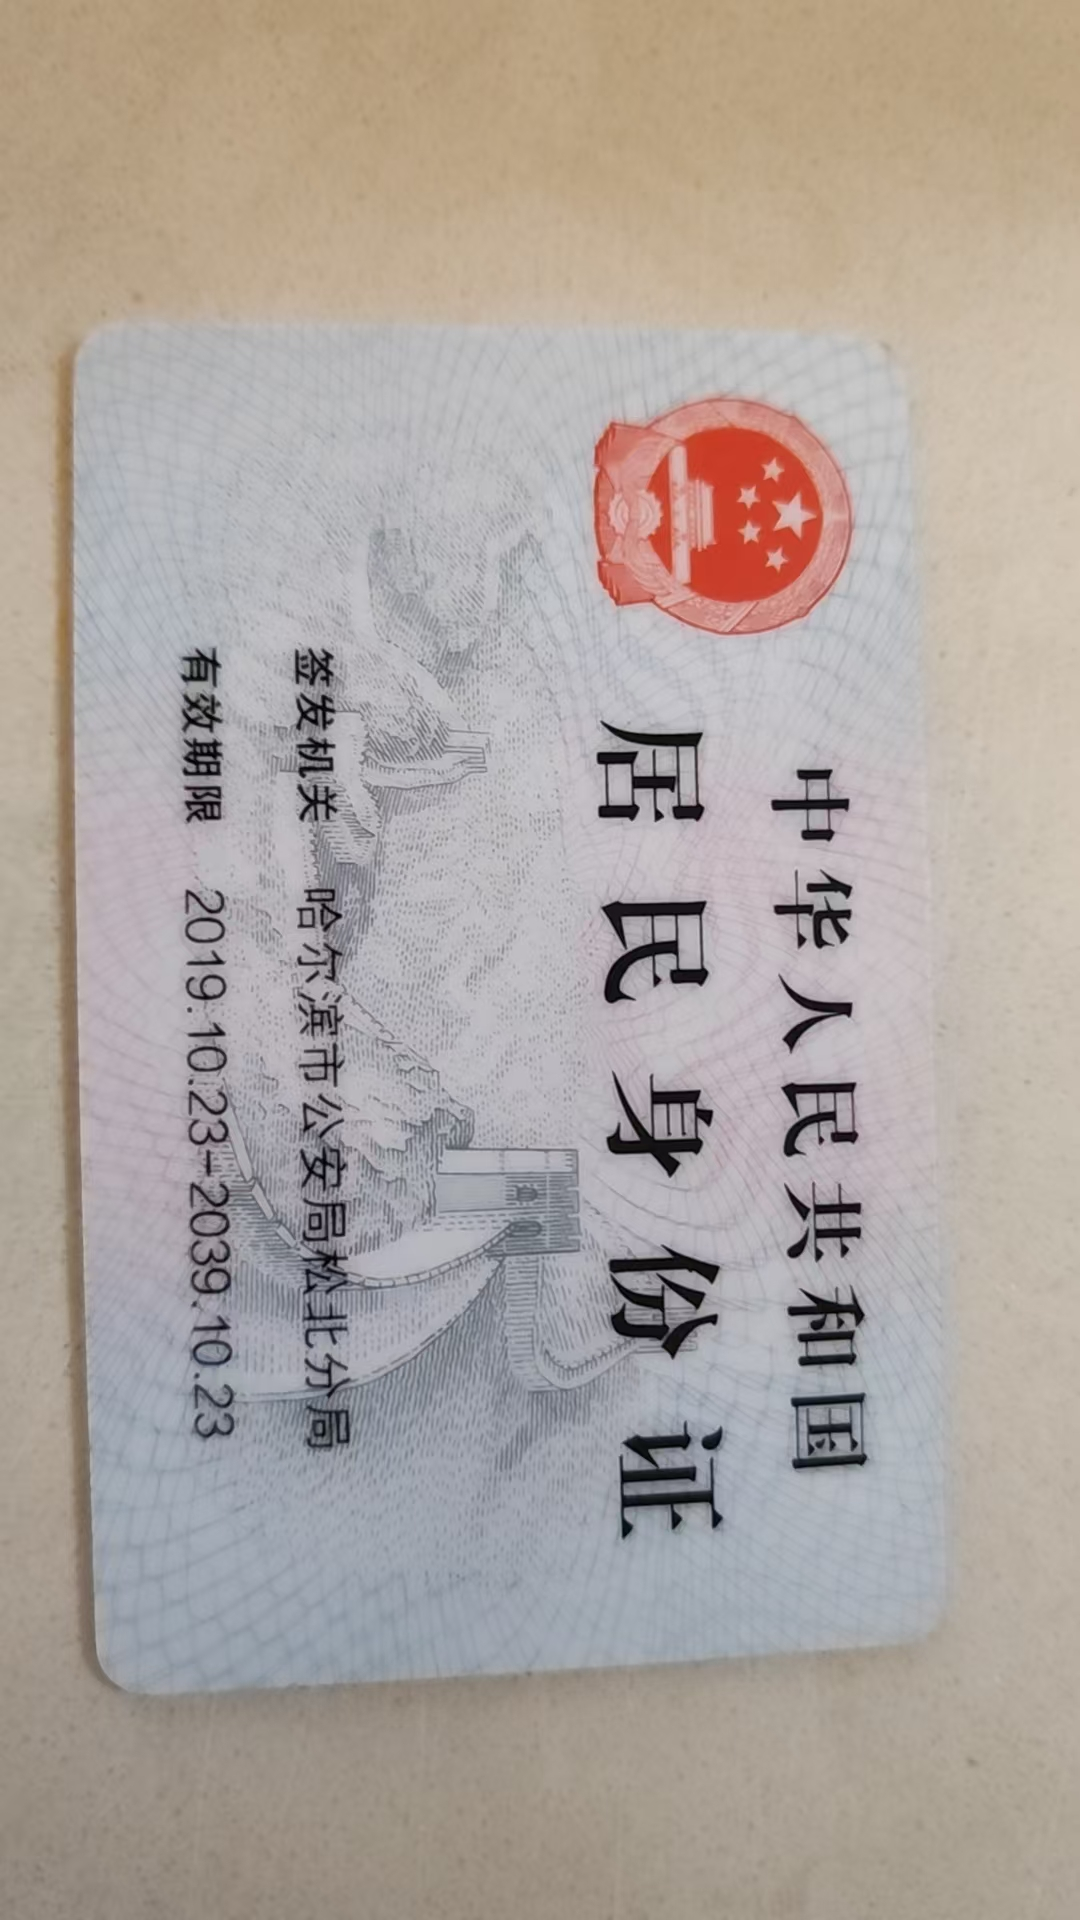 中华人民共和国
居民身份证
签发机关 哈尔滨市公安局松北分局
有效期限 2019.10.23-2039.10.23